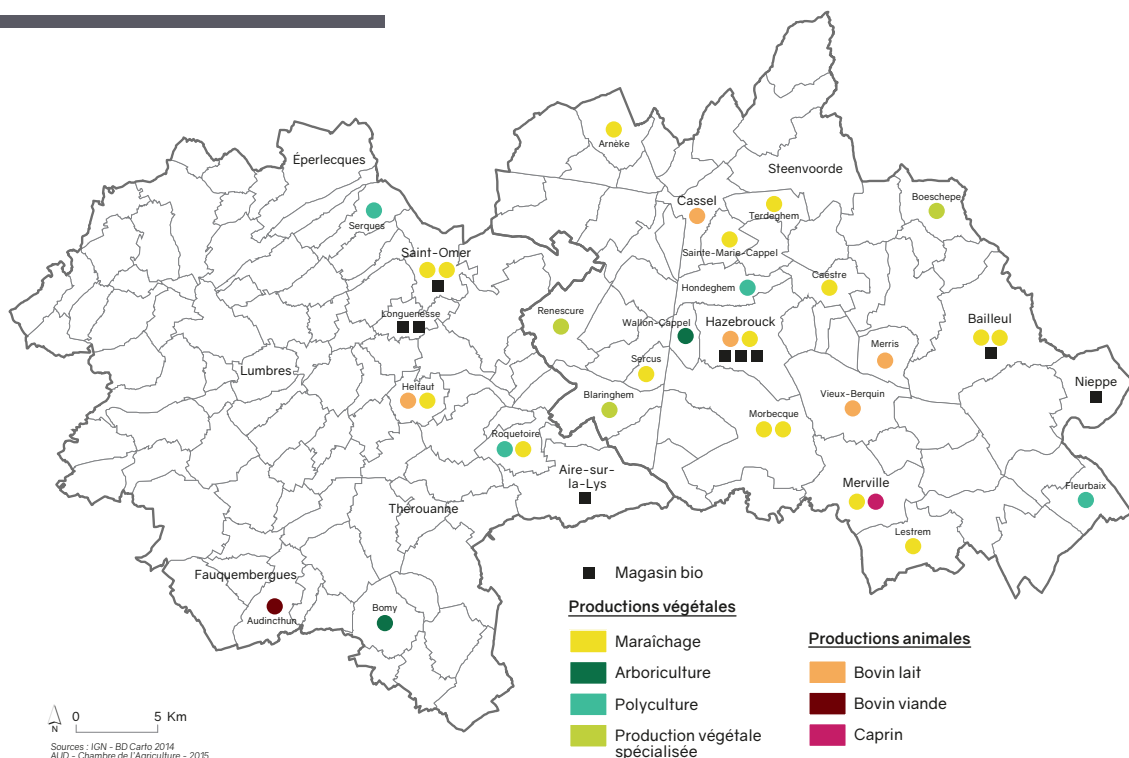 Éperlecques
Arnèke
Steenvoorde
Serques
Cassel
Terdeghem
Boeschepe
Saint-Omer
Sainte-Marie-Cappel
Hondeghem
Caëstre
Longuenesse
Renescure
Wallon-Cappel
Hazebrouck
Bailleul
Merris
Lumbres
Sercus
Nieppe
Helfaut
Blaringhem
Vieux-Berquin
Morbecque
Roquetoire
Aire-sur-
la-Lys
Merville
Fleurbaix
Thérouanne
Lestrem
Fauquembergues
Audincthun
Bomy
Magasin bio
Productions végétales
Maraîchage
Arboriculture
Polyculture
Production végétale
spécialisée
Productions animales
Bovin lait
Bovin viande
Caprin
0 5 Km
N
Sources : IGN - BD Carto 2014
AUD - Chambre de l'Agriculture - 2015